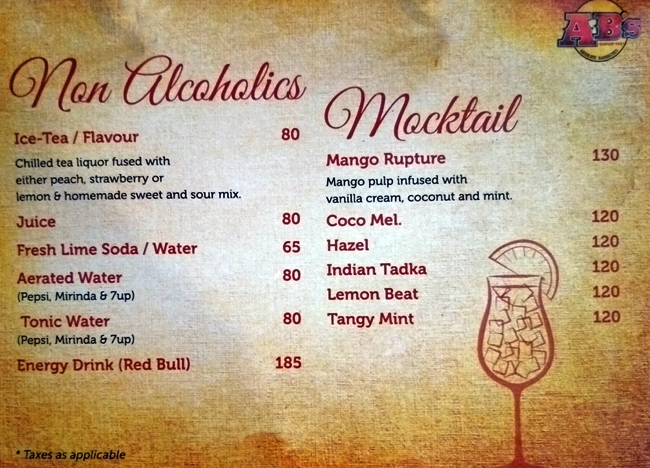 AB's
Non Alcoholics
Ice-Tea / Flavour 80
Chilled tea liquor fused with
either peach, strawberry or
lemon & homemade sweet and sour mix.
Juice 80
Fresh Lime Soda / Water 65
Aerated Water 80
(Pepsi, Mirinda & 7up)
Tonic Water 80
(Pepsi, Mirinda & 7up)
Energy Drink (Red Bull) 185
* Taxes as applicable
Mocktail
Mango Rupture 130
Mango pulp infused with
vanilla cream, coconut and mint.
Coco Mel. 120
Hazel 120
Indian Tadka 120
Lemon Beat 120
Tangy Mint 120